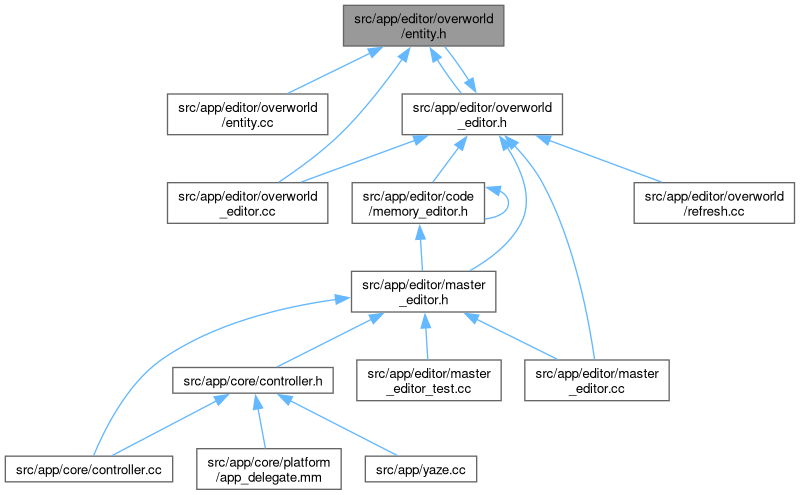 src/app/editor/overworld
/entity.h
src/app/editor/overworld
/entity.cc
src/app/editor/overworld
_editor.h
src/app/editor/overworld
_editor.cc
src/app/editor/code
/memory_editor.h
src/app/editor/overworld
/refresh.cc
src/app/editor/master
_editor.h
src/app/core/controller.h
src/app/editor/master
_editor_test.cc
src/app/editor/master
_editor.cc
src/app/core/controller.cc
src/app/core/platform
/app_delegate.mm
src/app/yaze.cc